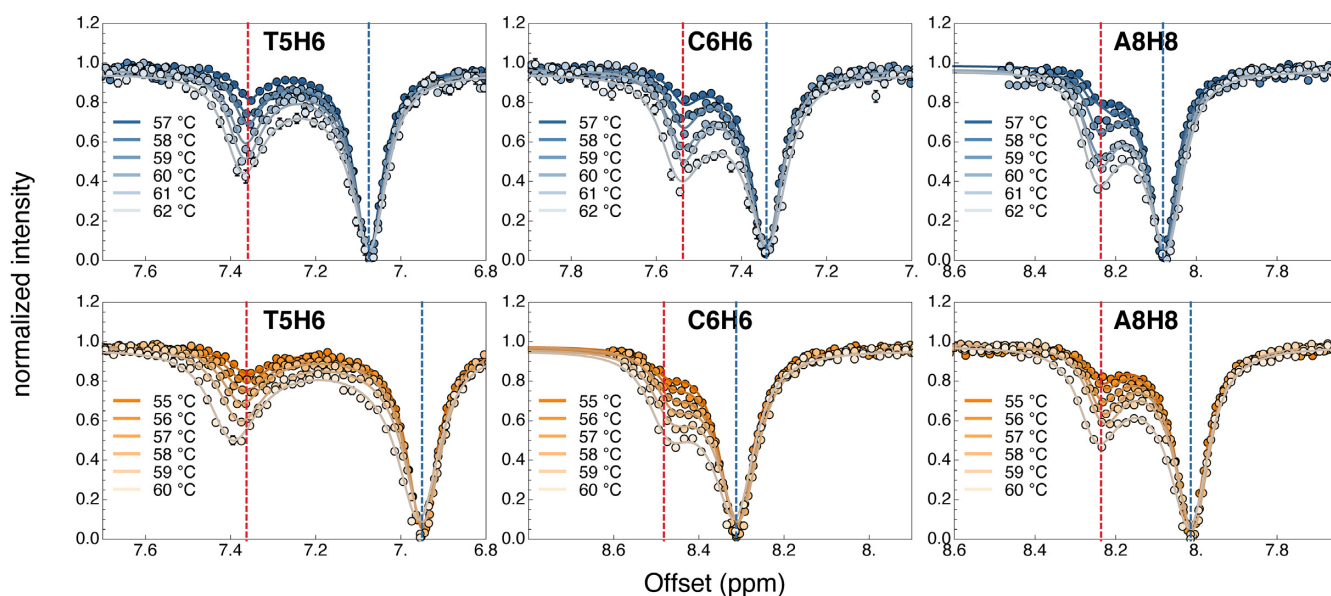 T5H6
C6H6
A8H8
1.2
1.0
0.8
0.6
0.4
0.2
0.0
57 °C
58 °C
59 °C
60 °C
61 °C
62 °C
7.6 7.4 7.2 7. 6.8
1.2
1.0
0.8
0.6
0.4
0.2
0.0
57 °C
58 °C
59 °C
60 °C
61 °C
62 °C
7.8 7.6 7.4 7.2 7.
1.2
1.0
0.8
0.6
0.4
0.2
0.0
57 °C
58 °C
59 °C
60 °C
61 °C
62 °C
8.6 8.4 8.2 8. 7.8
normalized intensity
T5H6
C6H6
A8H8
1.2
1.0
0.8
0.6
0.4
0.2
0.0
55 °C
56 °C
57 °C
58 °C
59 °C
60 °C
7.6 7.4 7.2 7. 6.8
1.2
1.0
0.8
0.6
0.4
0.2
0.0
55 °C
56 °C
57 °C
58 °C
59 °C
60 °C
8.6 8.4 8.2 8.
1.2
1.0
0.8
0.6
0.4
0.2
0.0
55 °C
56 °C
57 °C
58 °C
59 °C
60 °C
8.6 8.4 8.2 8. 7.8
Offset (ppm)